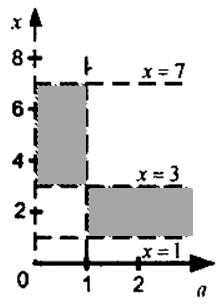 x
8
x = 7
6
4
x = 3
2
x = 1
0
1
2
a